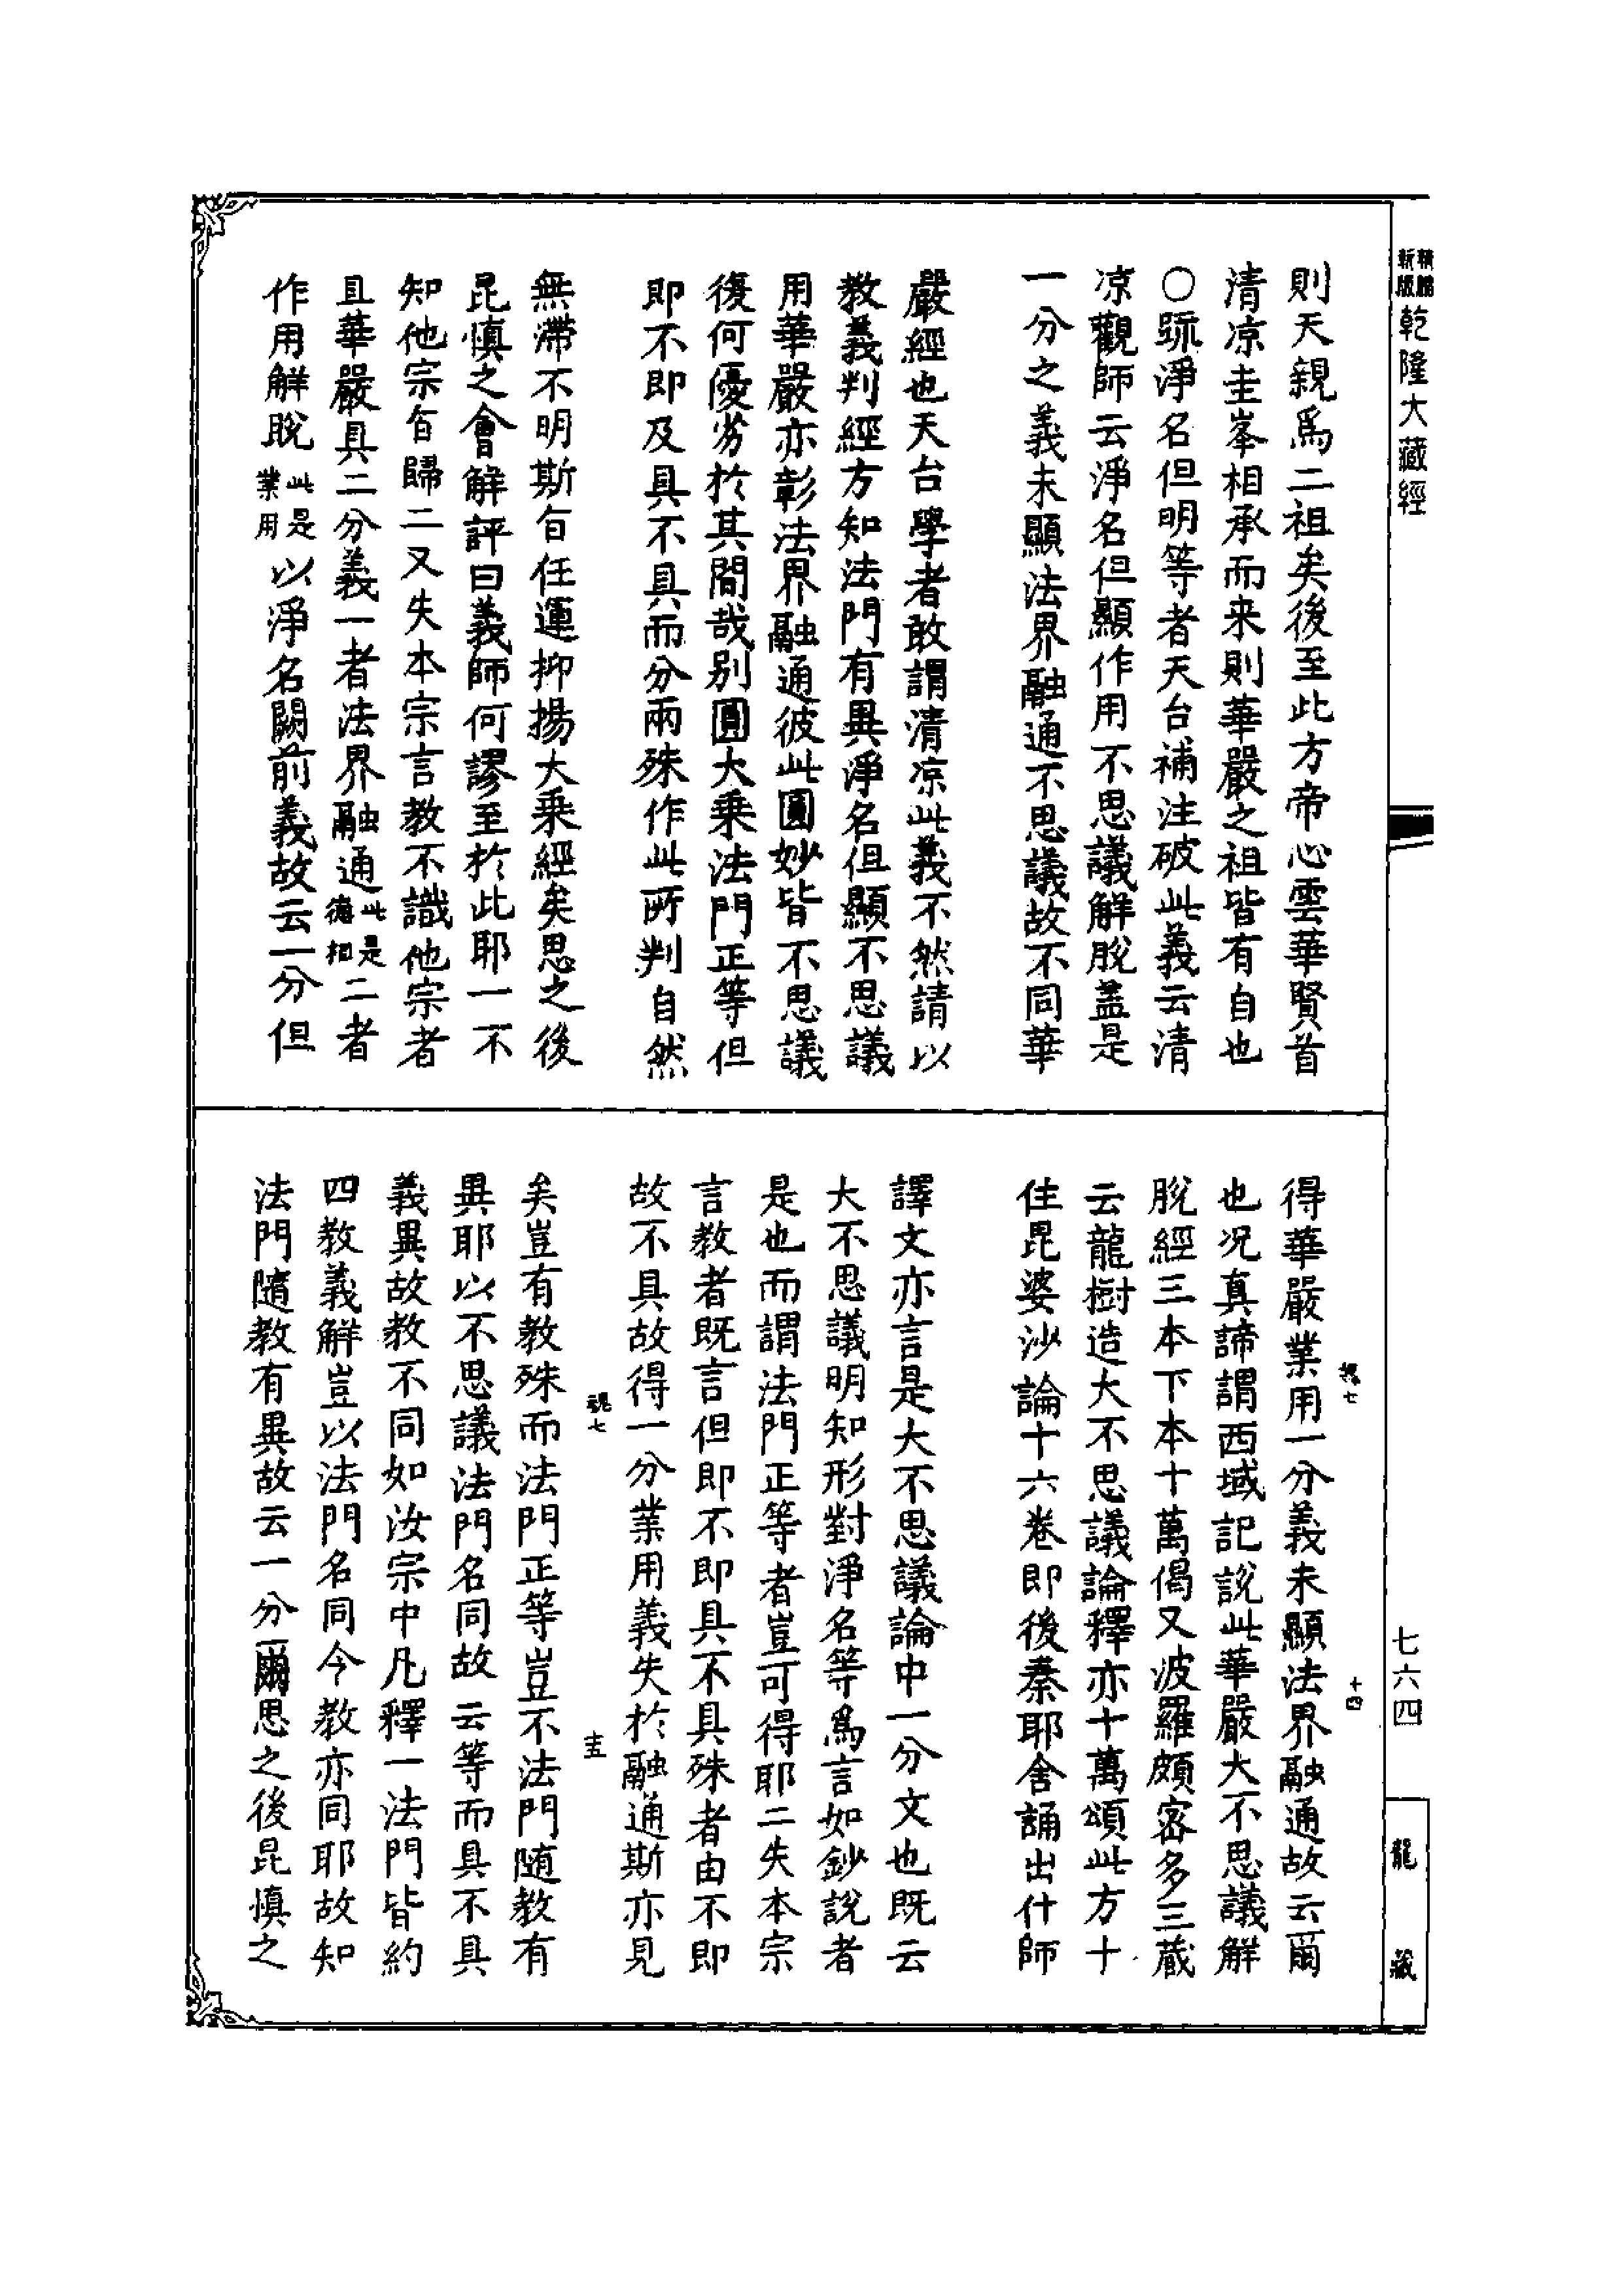 新版
精縮
乾隆大藏經
則天親爲二祖矣後至此方帝心雲華賢首
清凉圭峯相承而来則華嚴之祖皆有自也
○䟽淨名但明等者天台補注破此義云清
凉觀師云淨名但顯作用不思議解脫葢是
一分之義未顯法界融通不思議故不同華
嚴經也天台學者敢謂清凉此義不然請以
教義判經方知法門有異淨名但顯不思議
用華嚴亦彰法界融通彼此圓妙皆不思議
復何優劣於其間哉别圓大乗法門正等但
即不即及具不具而分兩殊作此所判自然
無滯不明斯旨任運抑揚大乘經矣思之後
昆慎之會解評曰義師何謬至於此耶一不
知他宗旨歸二又失本宗言教不識他宗者
且華嚴具二分義一者法界融通此是德相二者
作用解脫此是業用以淨名闕前義故云一分但
得華嚴業用一分義未顯法界融通故云爾
也况真諦謂西域記說此華嚴大不思議解
脫經三本下本十萬偈又波羅頗密多三蔵
云龍樹造大不思議論釋亦十萬頌此方十
住毘婆沙論十六卷即後秦耶舍誦出什師
譯文亦言是大不思議論中一分文也既云
大不思議明知形對淨名等爲言如鈔說者
是也而謂法門正等者豈可得耶二失本宗
言教者既言但即不即具不具殊者由不即
故不具故得一分業用義失於融通斯亦見
矣豈有教殊而法門正等豈不法門随教有
異耶以不思議法門名同故云等而具不具
義異故教不同如汝宗中凡釋一法門皆約
四教義解豈以法門名同今教亦同耶故知
法門隨教有異故云一分爾思之後昆慎之
七
十四
七
十五
七六四
龍藏